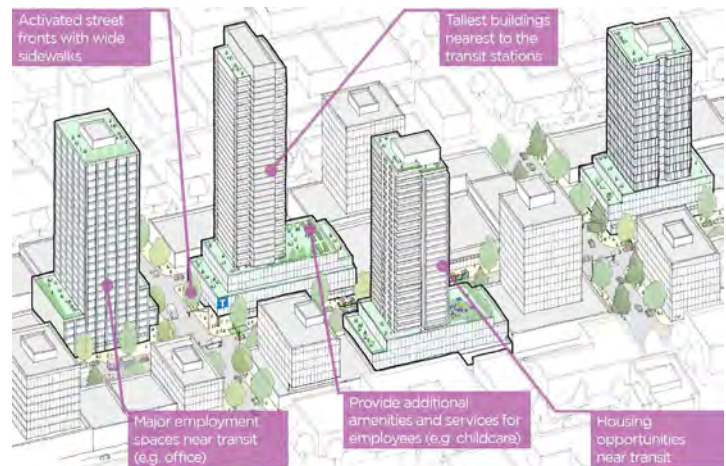 Activated street
fronts with wide
sidewalks
Tallest buildings
nearest to the
transit stations
T
Major employment
spaces near transit
(e.g. office)
Provide additional
amenities and services for
employees (e.g. childcare)
Housing
opportunities
near transit